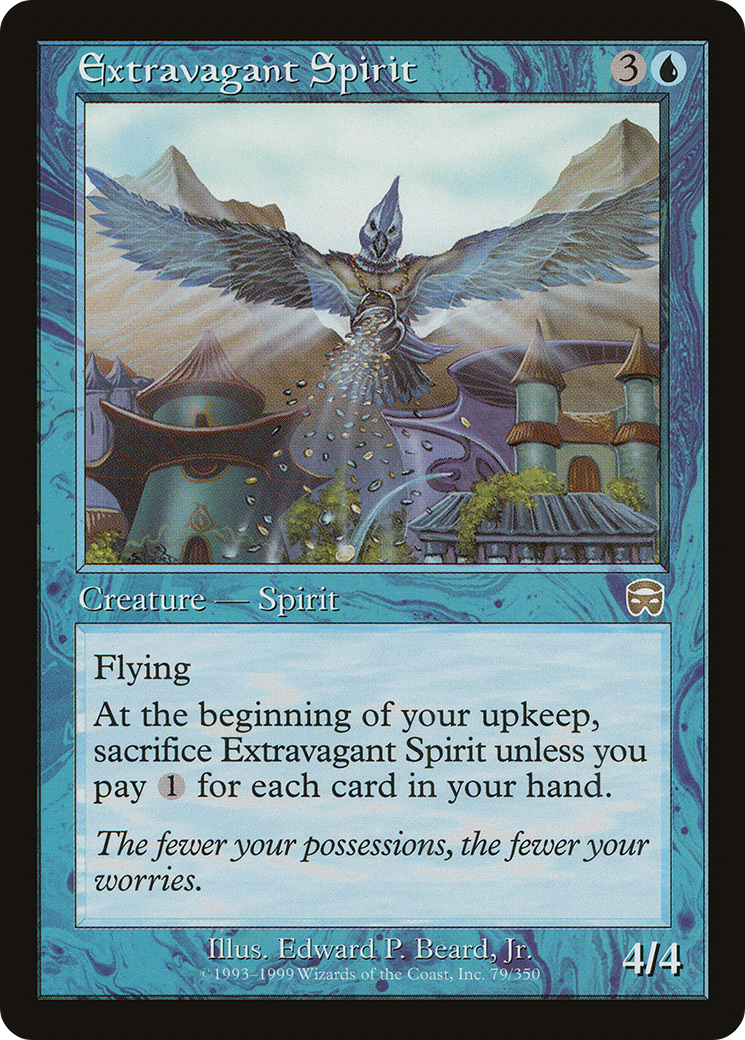 Extravagant Spirit 3
Creature — Spirit
Flying
At the beginning of your upkeep,
sacrifice Extravagant Spirit unless you
pay 1 for each card in your hand.
The fewer your possessions, the fewer your
worries.
Illus. Edward P. Beard, Jr.
©1993–1999 Wizards of the Coast, Inc. 79/350
4/4